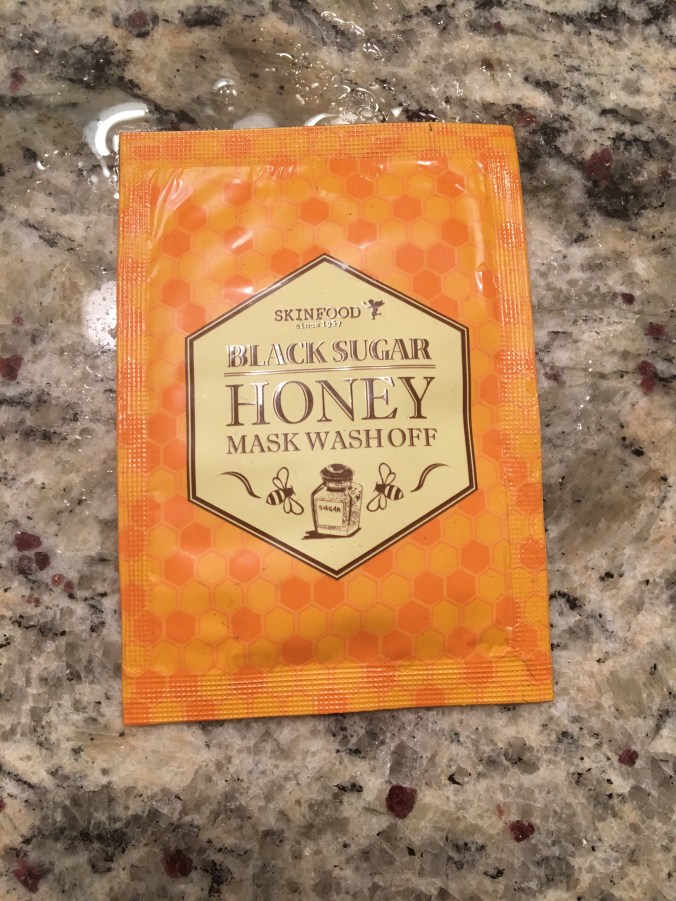 SKINFOOD
since 1957
BLACK SUGAR
HONEY
MASK WASH OFF
SUGAR